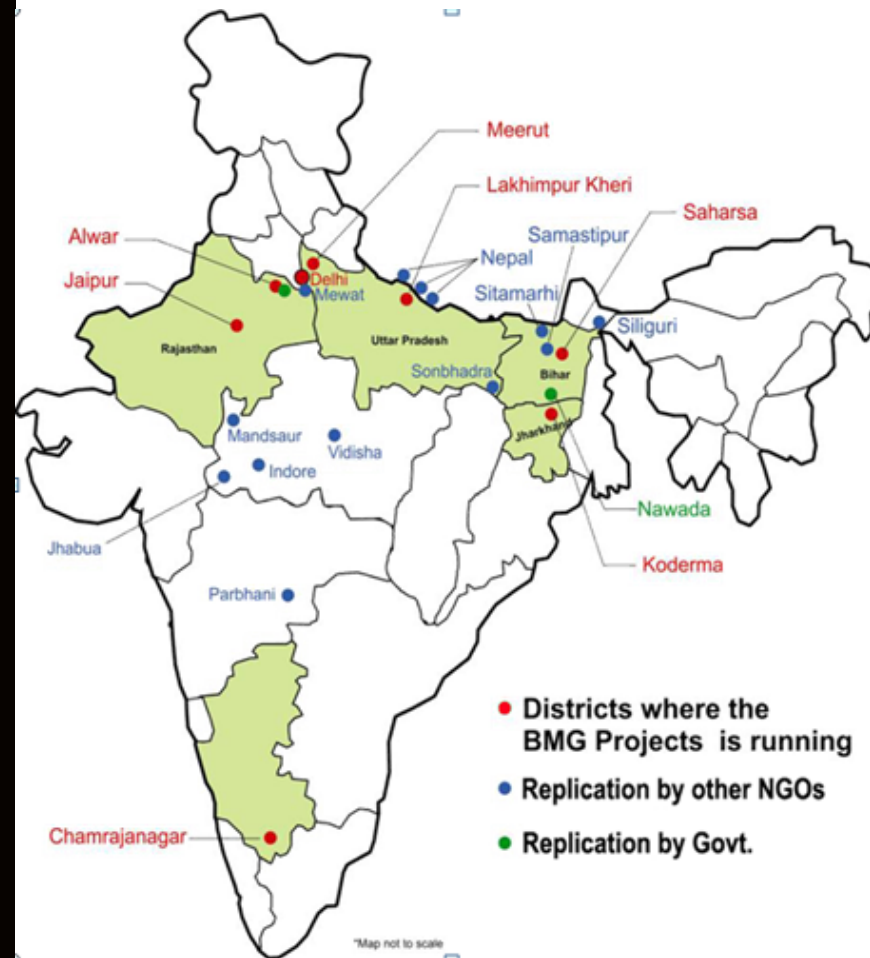 Meerut
Lakhimpur Kheri
Saharsa
Alwar
Samastipur
Nepal
Jaipur
Delhi
Mewat
Sitamarhi
Siliguri
Rajasthan
Uttar Pradesh
Sonbhadra
Bihar
Jharkhand
Mandsaur
Vidisha
Indore
Nawada
Jhabua
Koderma
Parbhani
Districts where the
BMG Projects is running
Replication by other NGOs
Chamrajanagar
Replication by Govt.
*Map not to scale